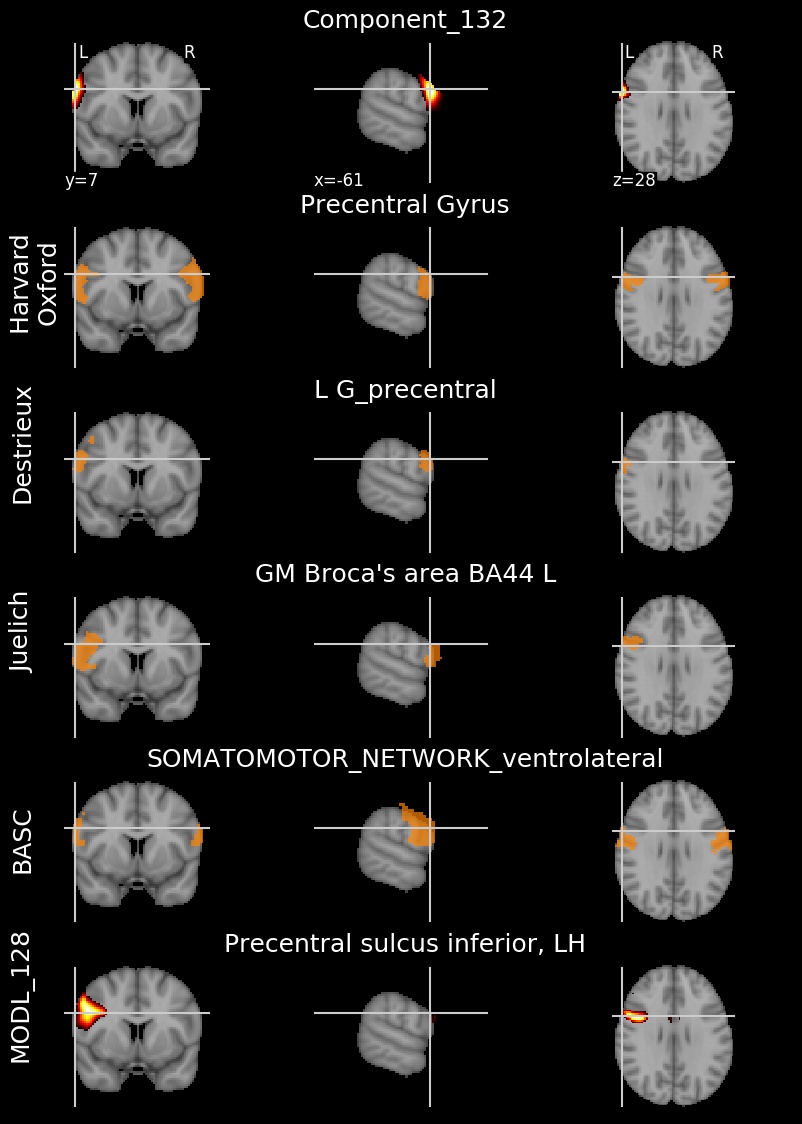 Component_132
L R
L R
y=7
x=-61
z=28
Precentral Gyrus
Harvard
Oxford
L G_precentral
Destrieux
GM Broca's area BA44 L
Juelich
SOMATOMOTOR_NETWORK_ventrolateral
BASC
Precentral sulcus inferior, LH
MODL_128